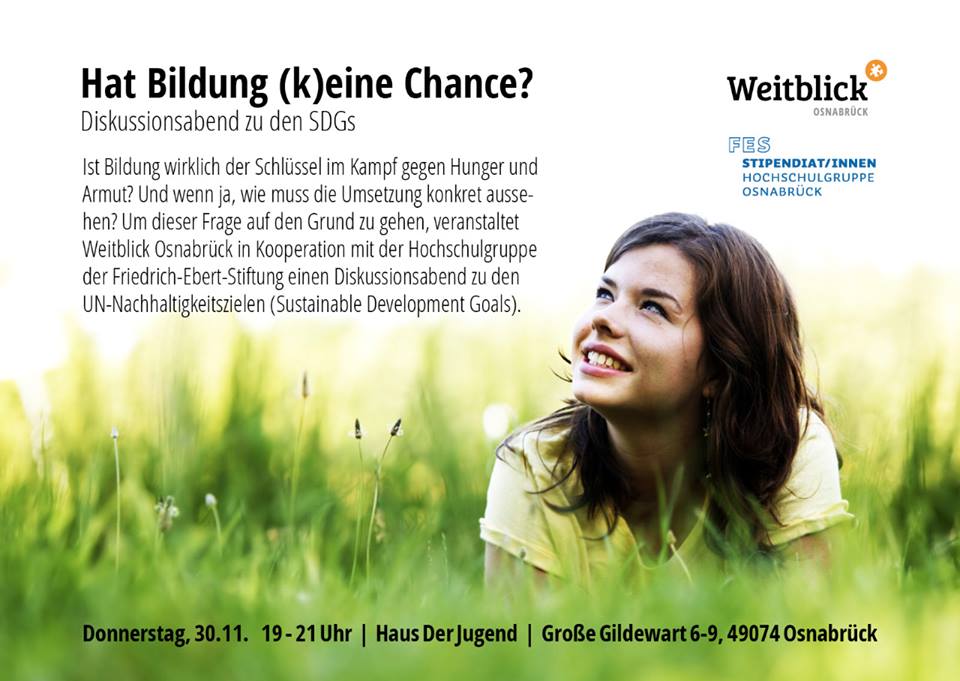 Hat Bildung (k)eine Chance?
Diskussionsabend zu den SDGs
Ist Bildung wirklich der Schlüssel im Kampf gegen Hunger und
Armut? Und wenn ja, wie muss die Umsetzung konkret ausse-
hen? Um dieser Frage auf den Grund zu gehen, veranstaltet
Weitblick Osnabrück in Kooperation mit der Hochschulgruppe
der Friedrich-Ebert-Stiftung einen Diskussionsabend zu den
UN-Nachhaltigkeitszielen (Sustainable Development Goals).
Weitblick
OSNABRÜCK
FES
STIPENDIAT/INNEN
HOCHSCHULGRUPPE
OSNABRÜCK
Donnerstag, 30.11. 19 - 21 Uhr | Haus Der Jugend | Große Gildewart 6-9, 49074 Osnabrück